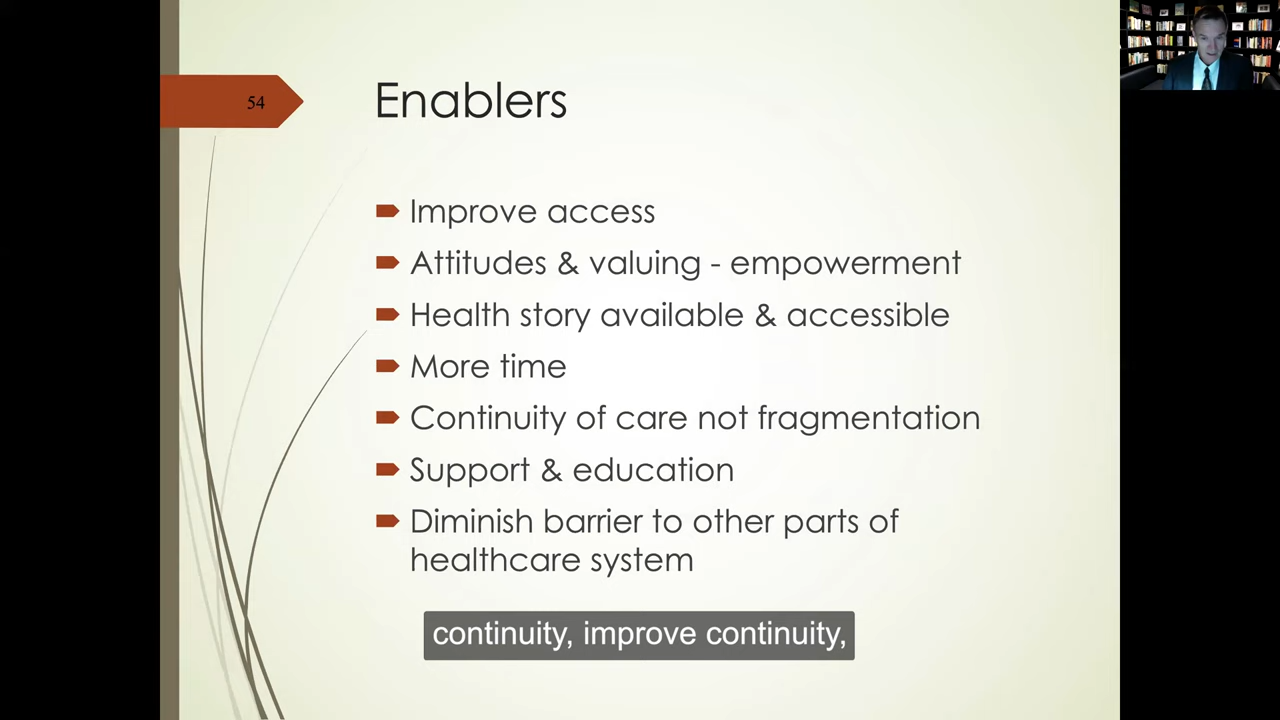 54
Enablers
Improve access
Attitudes & valuing - empowerment
Health story available & accessible
More time
Continuity of care not fragmentation
Support & education
Diminish barrier to other parts of
healthcare system
continuity, improve continuity,